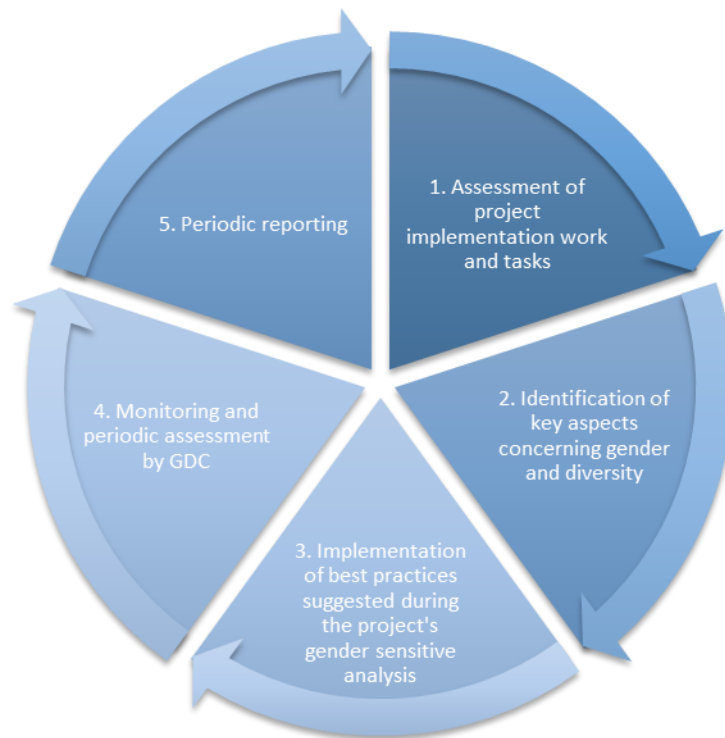 1. Assessment of
project
implementation work
and tasks
2. Identification of
key aspects
concerning gender
and diversity
3. Implementation
of best practices
suggested during
the project's
gender sensitive
analysis
4. Monitoring and
periodic assessment
by GDC
5. Periodic reporting